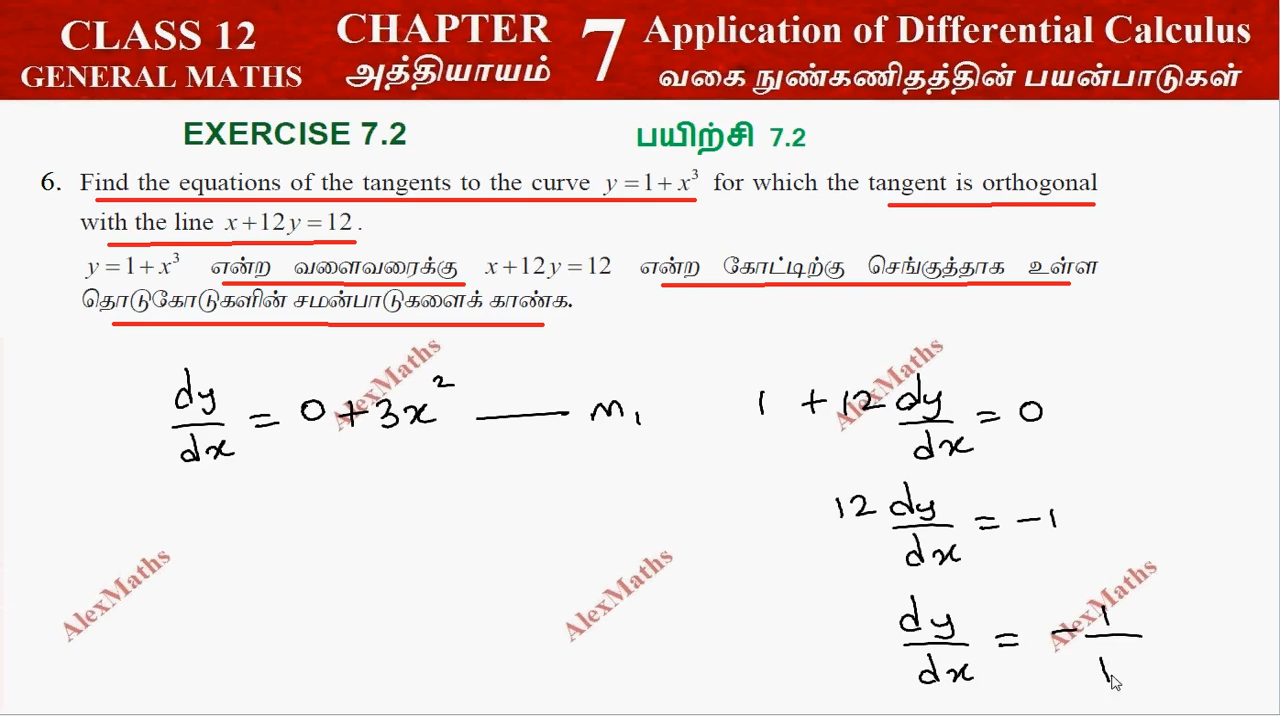 CLASS 12
GENERAL MATHS
CHAPTER
அத்தியாயம்
7
Application of Differential Calculus
வகை நுண்கணிதத்தின் பயன்பாடுகள்
EXERCISE 7.2
பயிற்சி 7.2
6. Find the equations of the tangents to the curve y = 1 + x³ for which the tangent is orthogonal
with the line x + 12y = 12 .
y = 1 + x³ என்ற வளைவரைக்கு x + 12y = 12 என்ற கோட்டிற்கு செங்குத்தாக உள்ள
தொடுகோடுகளின் சமன்பாடுகளைக் காண்க.
dy/dx = 0 + 3x² —— m₁
1 + 12 dy/dx = 0
12 dy/dx = -1
dy/dx = - 1/1
AlexMaths
AlexMaths
AlexMaths
AlexMaths
AlexMaths